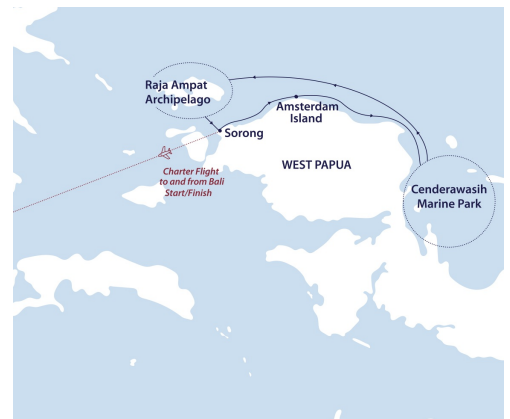 Raja Ampat
Archipelago
Sorong
Amsterdam
Island
WEST PAPUA
Charter Flight
to and from Bali
Start/Finish
Cenderawasih
Marine Park